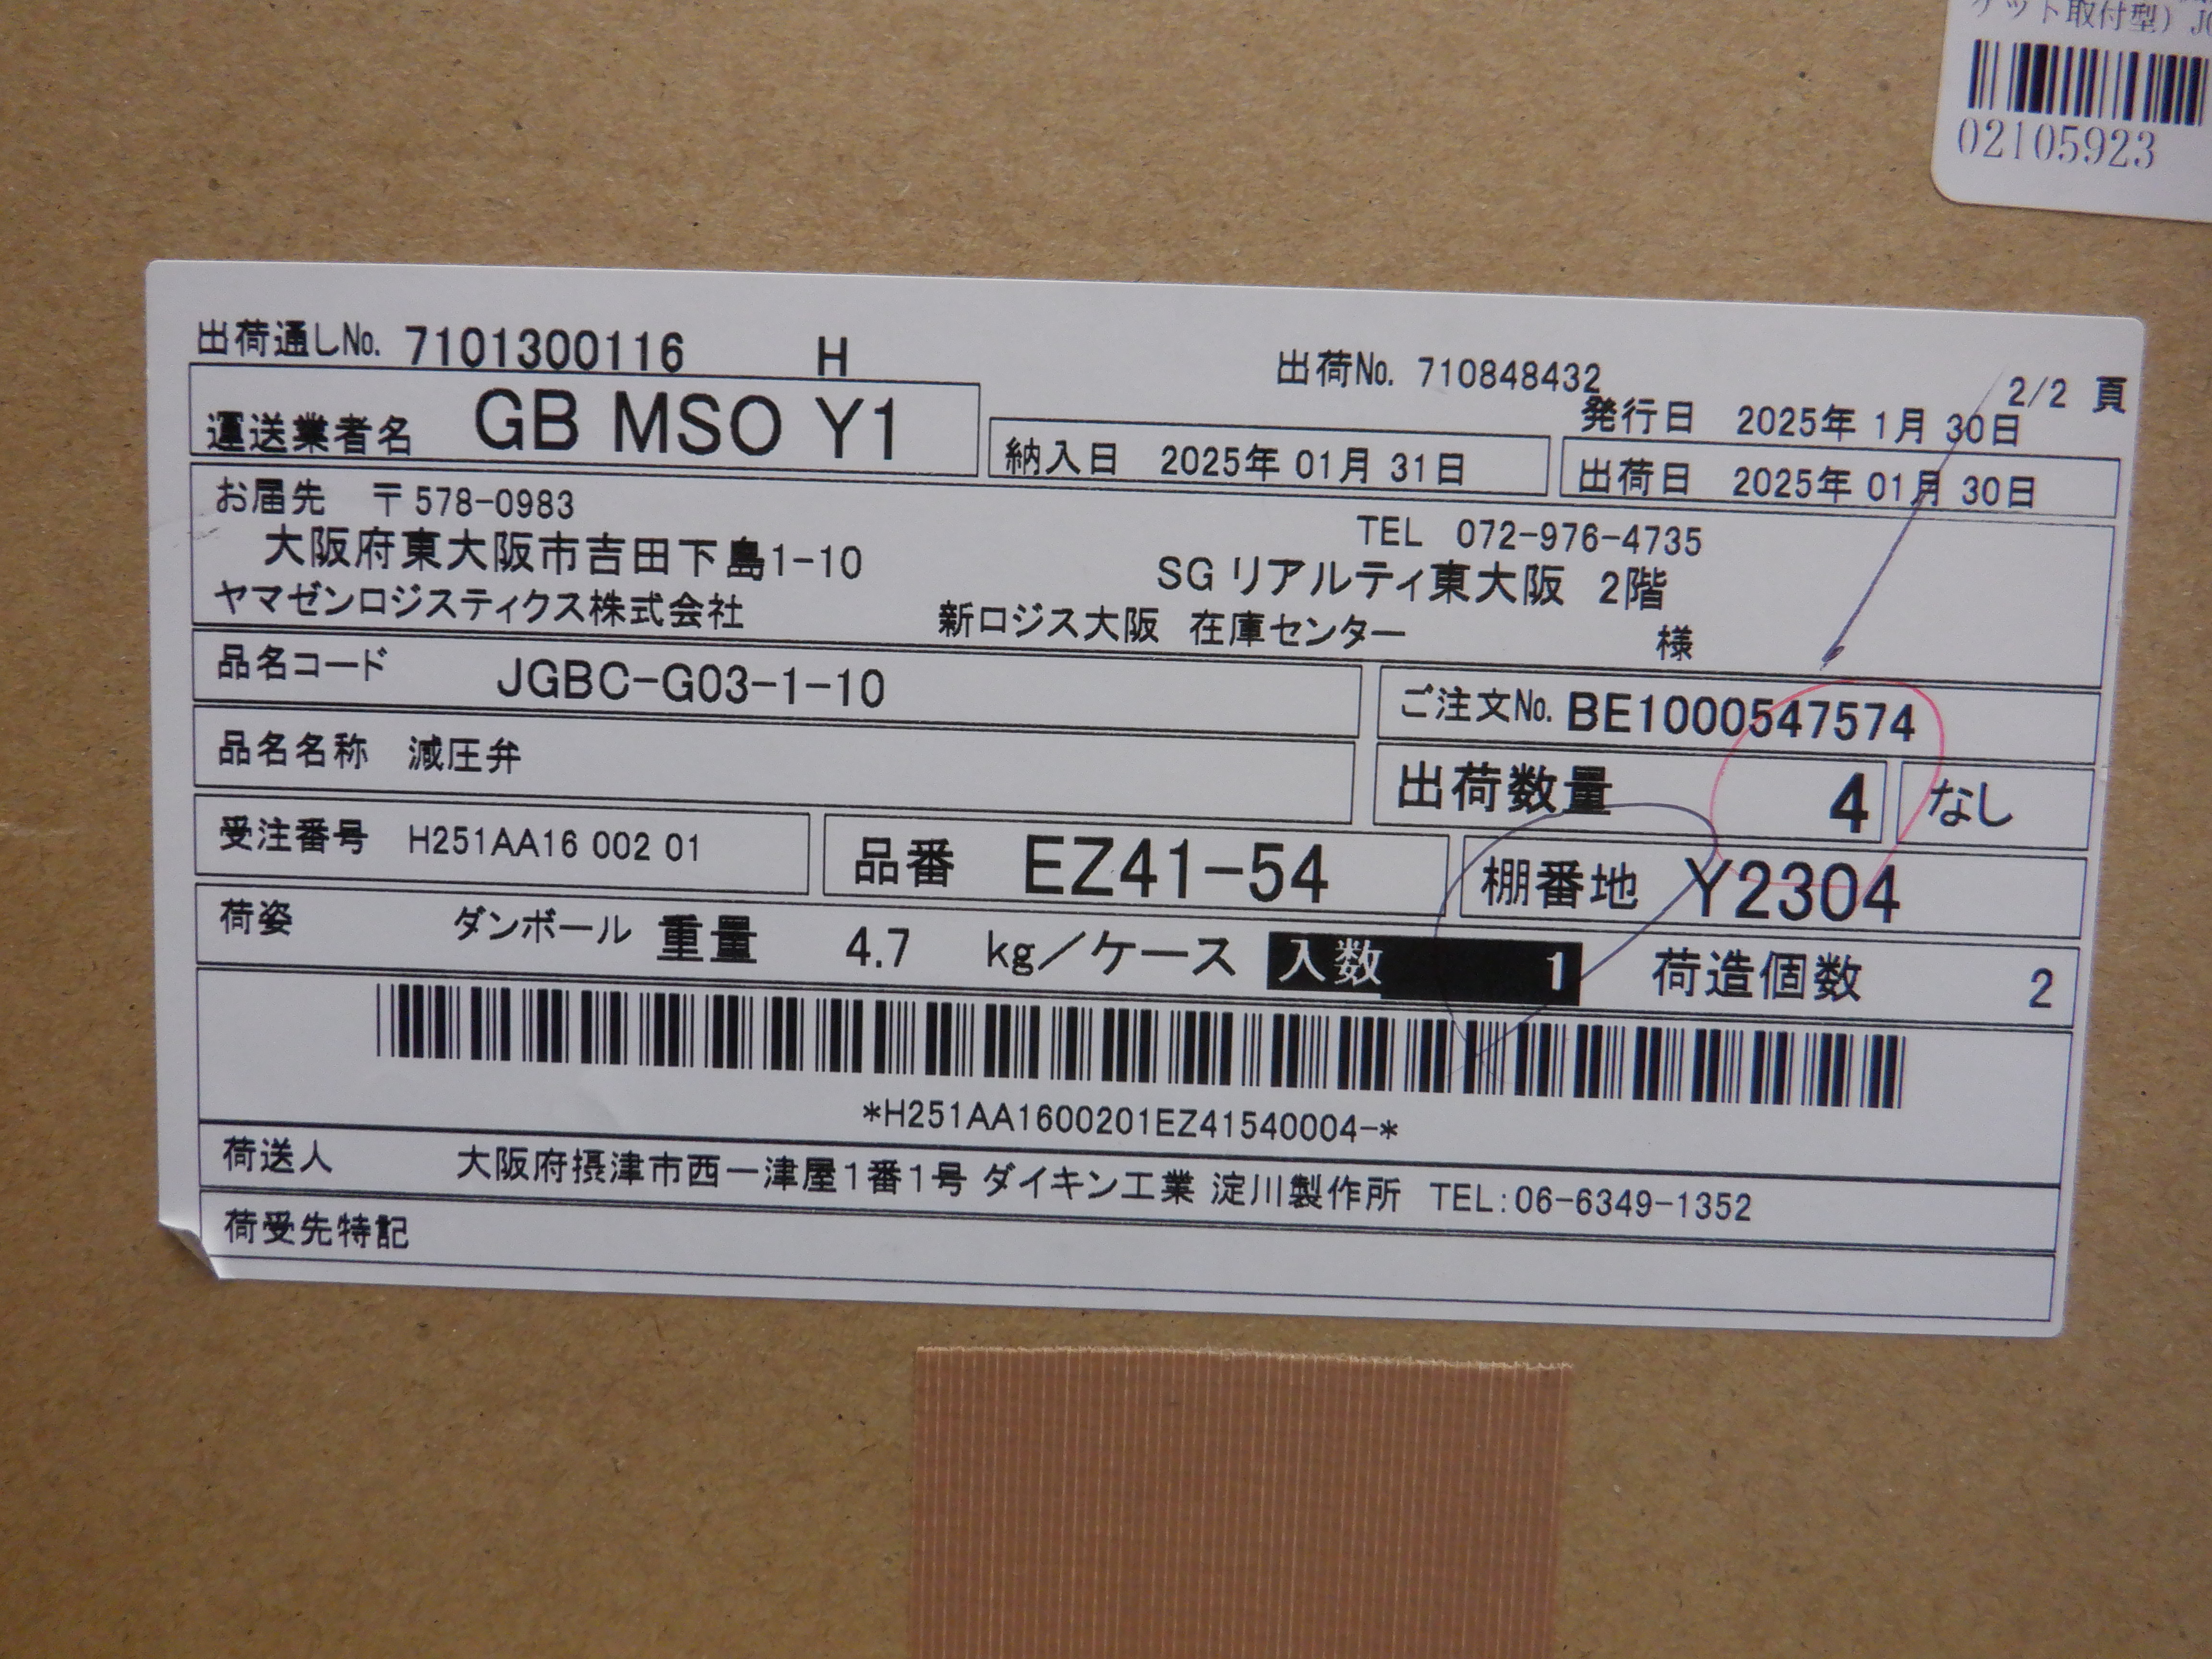 ケット取付型）
02105923
出荷通しNo. 7101300116 H
出荷No. 710848432
2/2 頁
発行日 2025年 1月 30日
運送業者名 GB MSO Y1
納入日 2025年 01月 31日
出荷日 2025年 01月 30日
お届先 〒578-0983
TEL 072-976-4735
大阪府東大阪市吉田下島1-10
SG リアルティ東大阪 2階
ヤマゼンロジスティクス株式会社
新ロジス大阪 在庫センター 様
品名コード JGBC-G03-1-10
ご注文No. BE1000547574
品名名称 減圧弁
出荷数量 4 なし
受注番号 H251AA16 002 01
品番 EZ41-54
棚番地 Y2304
荷姿 ダンボール 重量 4.7 kg／ケース 入数 1 荷造個数 2
*H251AA1600201EZ41540004-*
荷送人 大阪府摂津市西一津屋1番1号 ダイキン工業 淀川製作所 TEL:06-6349-1352
荷受先特記